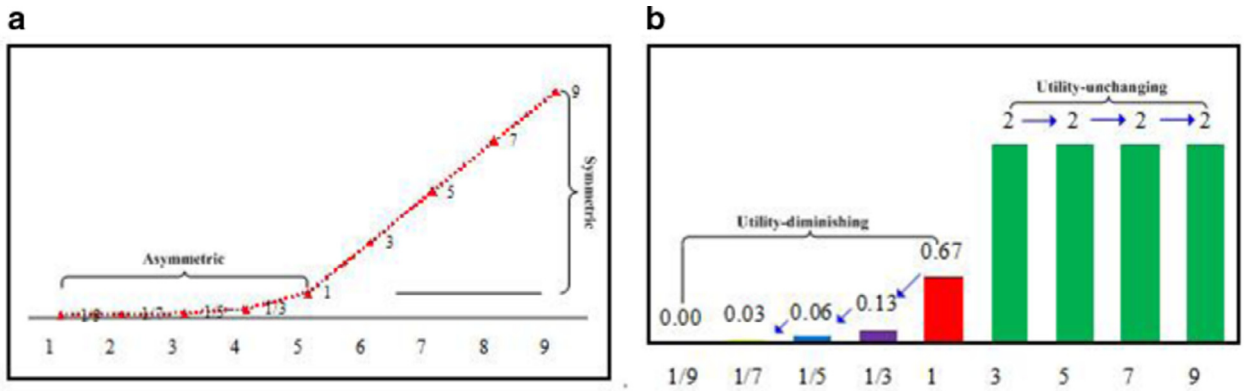 a
9
7
5
3
1
Symmetric
Asymmetric
1/9 1/7 1/5 1/3
1 2 3 4 5 6 7 8 9
b
Utility-unchanging
2 2 2 2
Utility-diminishing
0.00 0.03 0.06 0.13 0.67
1/9 1/7 1/5 1/3 1 3 5 7 9